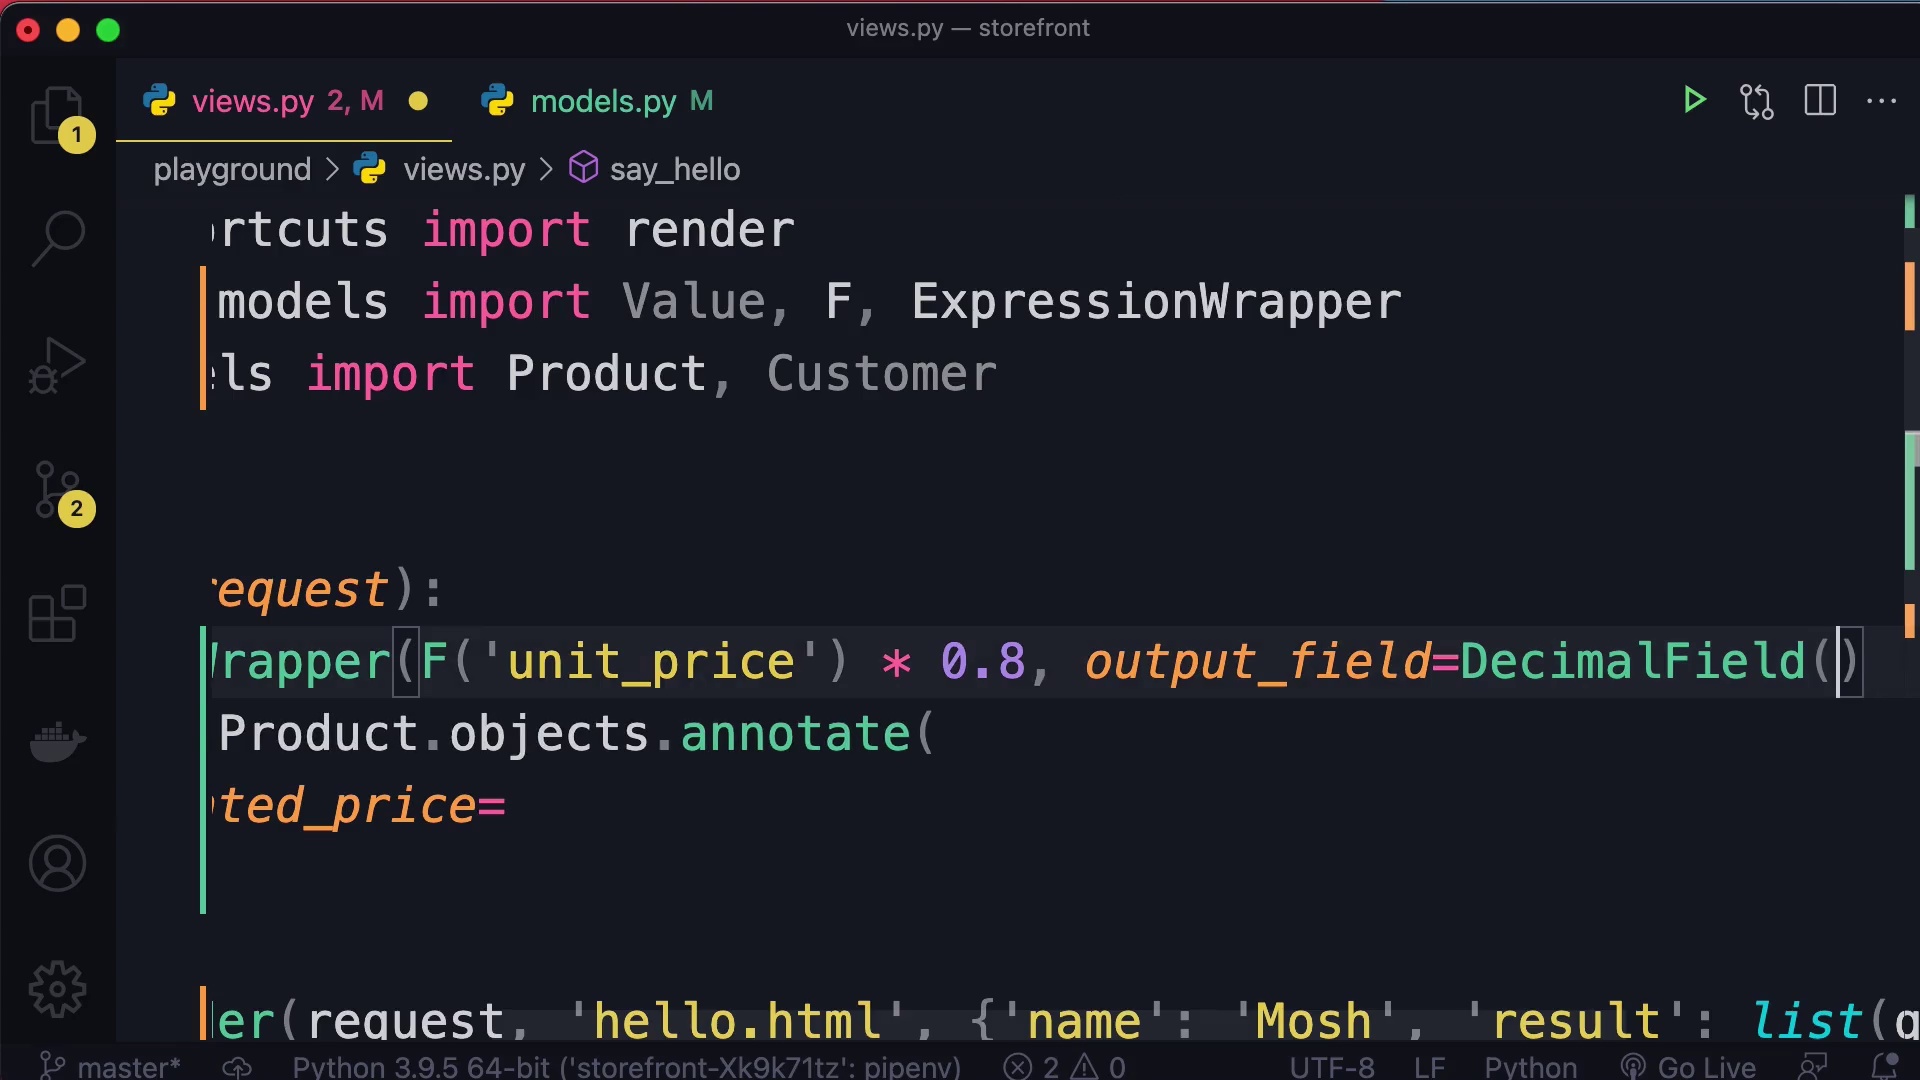 views.py — storefront
views.py 2, M models.py M
1
playground > views.py > say_hello
rtcuts import render
models import Value, F, ExpressionWrapper
ls import Product, Customer
2
equest):
rapper(F('unit_price') * 0.8, output_field=DecimalField()
Product.objects.annotate(
ted_price=
er(request, 'hello.html', {'name': 'Mosh', 'result': list(q
master* Python 3.9.5 64-bit ('storefront-Xk9k71tz': pipenv) 2 0 UTF-8 LF Python Go Live